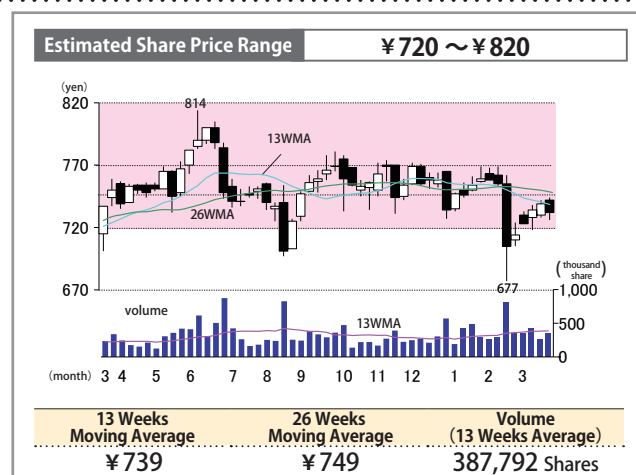 Estimated Share Price Range
¥720 ～¥820
(yen)
820
814
13WMA
770
26WMA
720
677
670
(thousand share)
1,000
volume
13WMA
500
0
(month) 3 4 5 6 7 8 9 10 11 12 1 2 3
13 Weeks
Moving Average
26 Weeks
Moving Average
Volume
(13 Weeks Average)
¥739
¥749
387,792 Shares